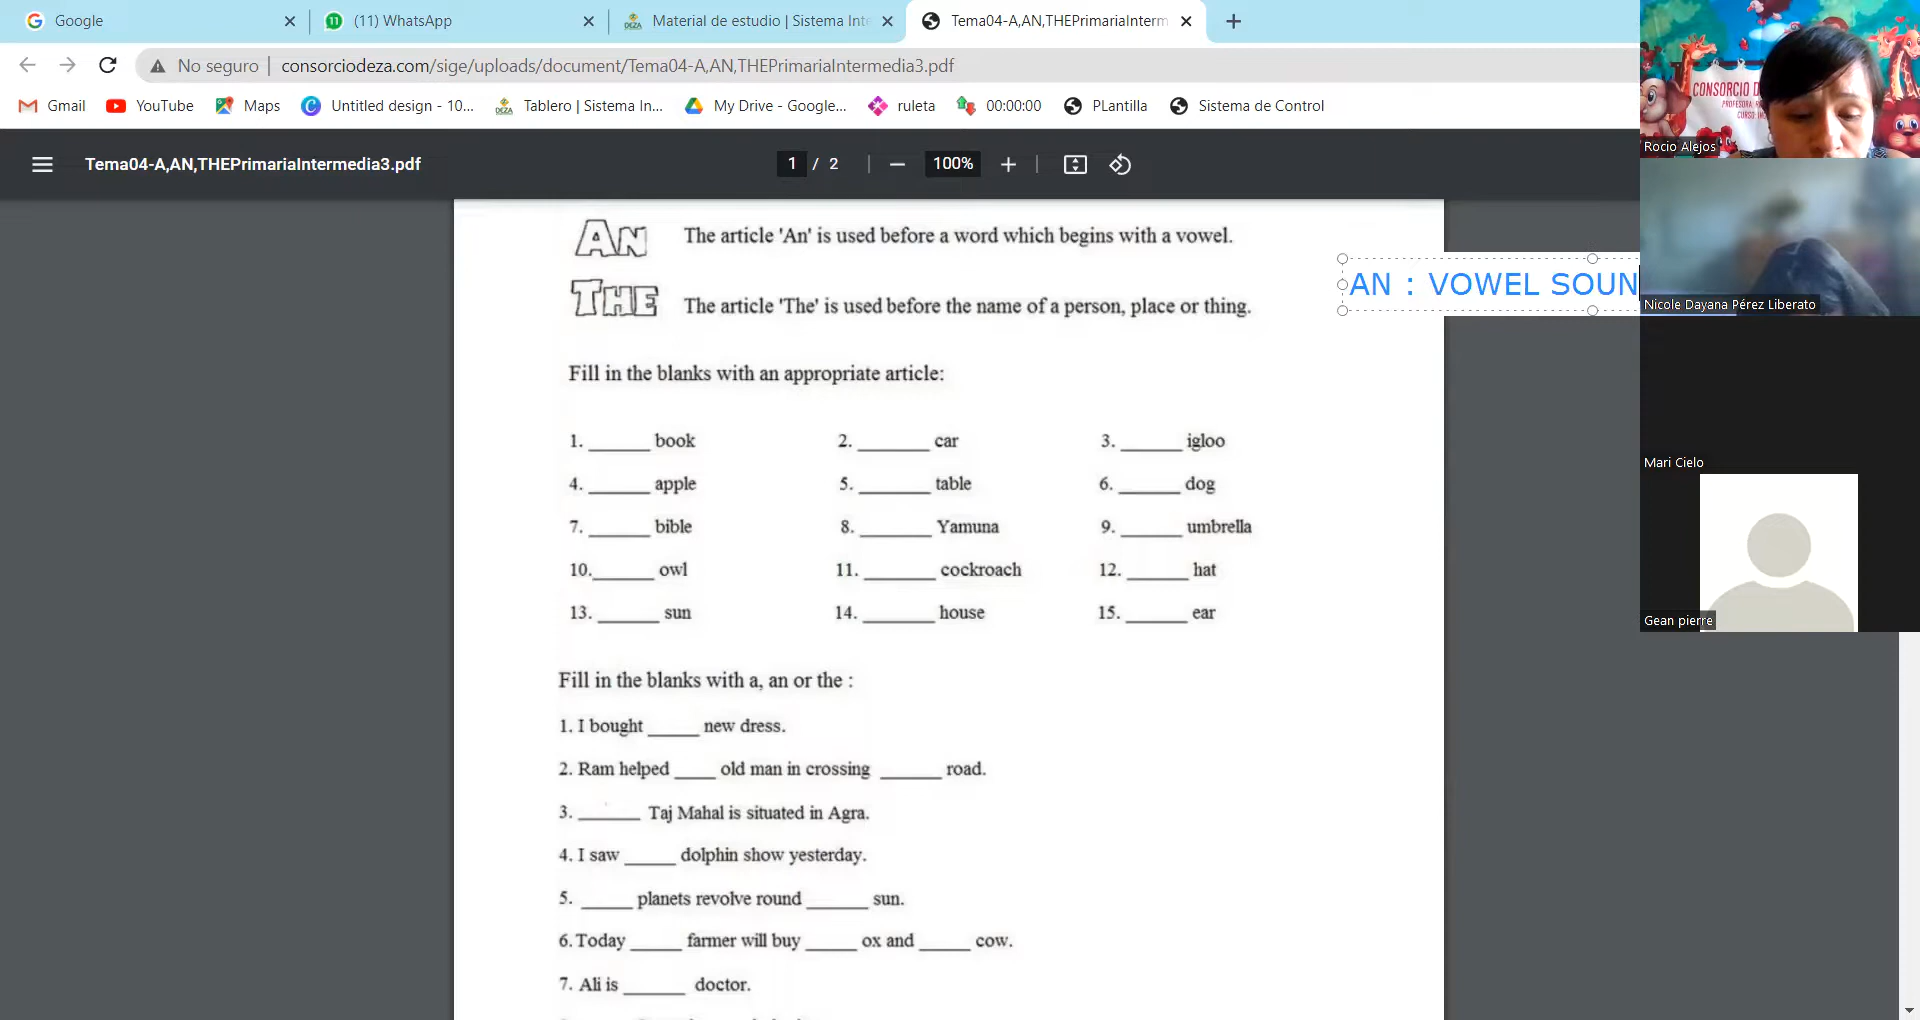 Google
(11) WhatsApp
Material de estudio | Sistema Inte
Tema04-A,AN,THEPrimariaInterm
No seguro | consorciodeza.com/sige/uploads/document/Tema04-A,AN,THEPrimariaIntermedia3.pdf
Gmail YouTube Maps Untitled design - 10... Tablero | Sistema In... My Drive - Google... ruleta 00:00:00 PLantilla Sistema de Control
Tema04-A,AN,THEPrimariaIntermedia3.pdf 1 / 2 100%
AN The article 'An' is used before a word which begins with a vowel.
AN : VOWEL SOUN
THE The article 'The' is used before the name of a person, place or thing.
Fill in the blanks with an appropriate article:
1. ______ book 2. ______ car 3. ______ igloo
4. ______ apple 5. ______ table 6. ______ dog
7. ______ bible 8. ______ Yamuna 9. ______ umbrella
10. ______ owl 11. ______ cockroach 12. ______ hat
13. ______ sun 14. ______ house 15. ______ ear
Fill in the blanks with a, an or the :
1. I bought _____ new dress.
2. Ram helped ____ old man in crossing ______ road.
3. ______ Taj Mahal is situated in Agra.
4. I saw _____ dolphin show yesterday.
5. _____ planets revolve round ______ sun.
6. Today _____ farmer will buy _____ ox and _____ cow.
7. Ali is ______ doctor.
CONSORCIO D
Rocio Alejos
Nicole Dayana Pérez Liberato
Mari Cielo
Gean pierre